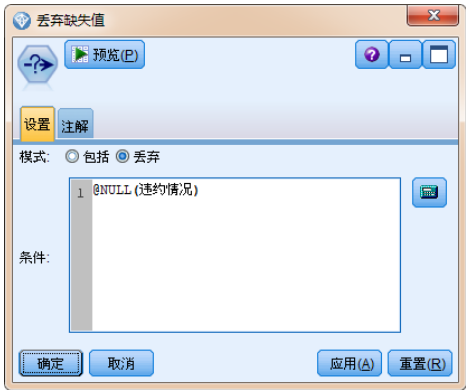 丢弃缺失值
预览(P)
设置 注解
模式: 包括 丢弃
1 @NULL(违约情况)
条件:
确定 取消 应用(A) 重置(R)